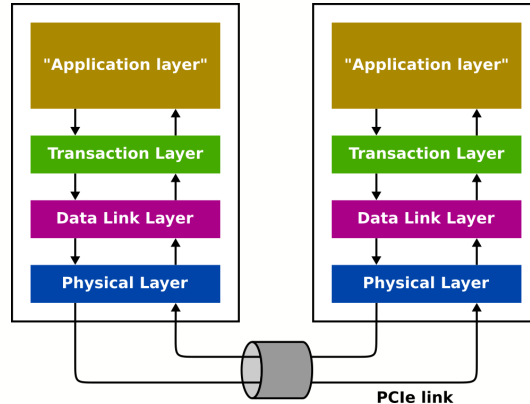 "Application layer"
Transaction Layer
Data Link Layer
Physical Layer
"Application layer"
Transaction Layer
Data Link Layer
Physical Layer
PCIe link